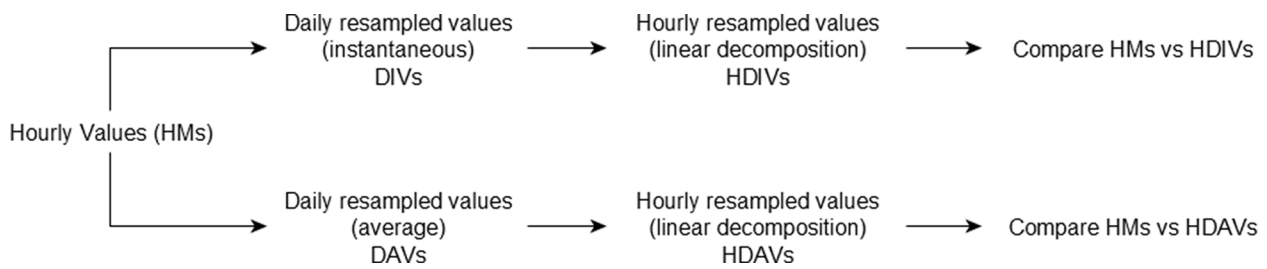 Daily resampled values
(instantaneous)
DIVs
Hourly resampled values
(linear decomposition)
HDIVs
Compare HMs vs HDIVs
Hourly Values (HMs)
Daily resampled values
(average)
DAVs
Hourly resampled values
(linear decomposition)
HDAVs
Compare HMs vs HDAVs